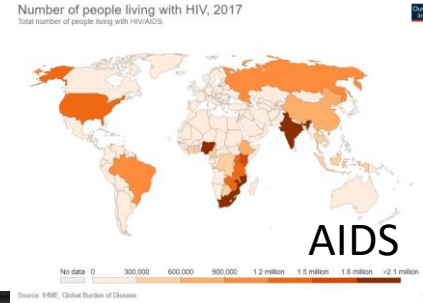 Number of people living with HIV, 2017
Total number of people living with HIV/AIDS.
Our
in
AIDS
No data 0 300,000 600,000 900,000 1.2 million 1.5 million 1.8 million >2.1 million
Source: IHME, Global Burden of Disease